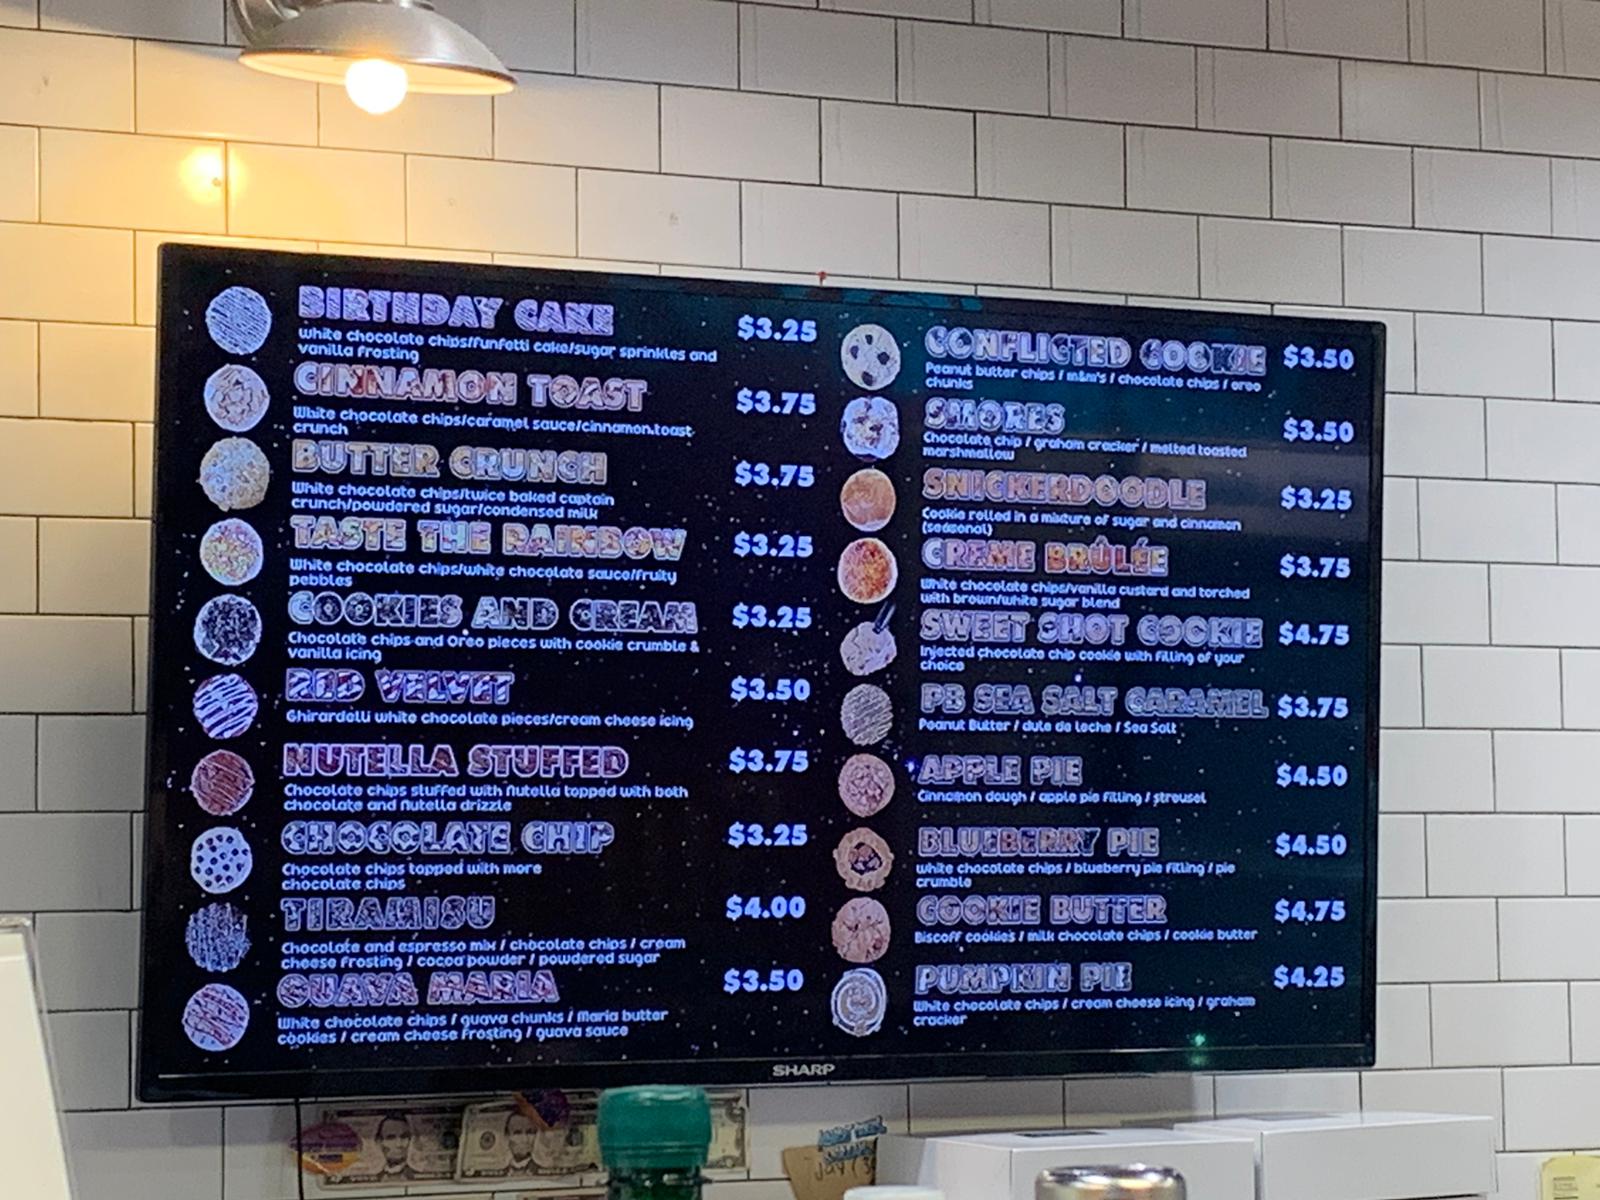 BIRTHDAY CAKE $3.25
White chocolate chips/funfetti cake/sugar sprinkles and
vanilla frosting
CINNAMON TOAST $3.75
White chocolate chips/caramel sauce/cinnamon toast
crunch
BUTTER CRUNCH $3.75
White chocolate chips/twice baked captain
crunch/powdered sugar/condensed milk
TASTE THE RAINBOW $3.25
White chocolate chips/white chocolate sauce/fruity
pebbles
COOKIES AND CREAM $3.25
Chocolate chips and Oreo pieces with cookie crumble &
vanilla icing
RED VELVET $3.50
Ghirardelli white chocolate pieces/cream cheese icing
NUTELLA STUFFED $3.75
Chocolate chips stuffed with Nutella topped with both
chocolate and Nutella drizzle
CHOCOLATE CHIP $3.25
Chocolate chips topped with more
chocolate chips
TIRAMISU $4.00
Chocolate and espresso mix / chocolate chips / cream
cheese frosting / cocoa powder / powdered sugar
GUAVA MARIA $3.50
White chocolate chips / guava chunks / Maria butter
cookies / cream cheese frosting / guava sauce
CONFLICTED COOKIE $3.50
Peanut butter chips / m&m's / chocolate chips / oreo
chunks
SMORES $3.50
Chocolate chip / graham cracker / melted toasted
marshmallow
SNICKERDOODLE $3.25
Cookie rolled in a mixture of sugar and cinnamon
(seasonal)
CREME BRÛLÉE $3.75
White chocolate chips/vanilla custard and torched
with brown/white sugar blend
SWEET SHOT COOKIE $4.75
Injected chocolate chip cookie with filling of your
choice
PB SEA SALT CARAMEL $3.75
Peanut Butter / dule de leche / Sea Salt
APPLE PIE $4.50
Cinnamon dough / apple pie filling / streusel
BLUEBERRY PIE $4.50
white chocolate chips / blueberry pie filling / pie
crumble
COOKIE BUTTER $4.75
Biscoff cookies / milk chocolate chips / cookie butter
PUMPKIN PIE $4.25
White chocolate chips / cream cheese icing / graham
cracker
SHARP